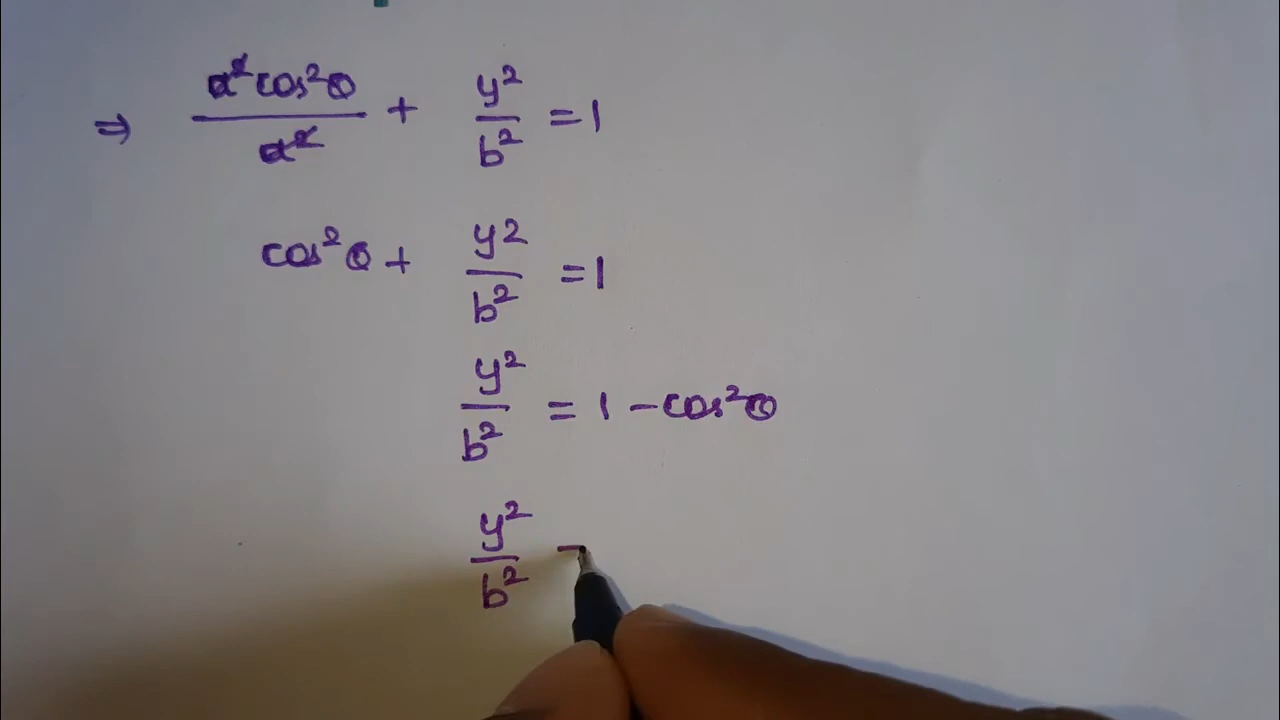 ⇒ a²cos²θ/a² + y²/b² = 1
cos²θ + y²/b² = 1
y²/b² = 1 - cos²θ
y²/b² -